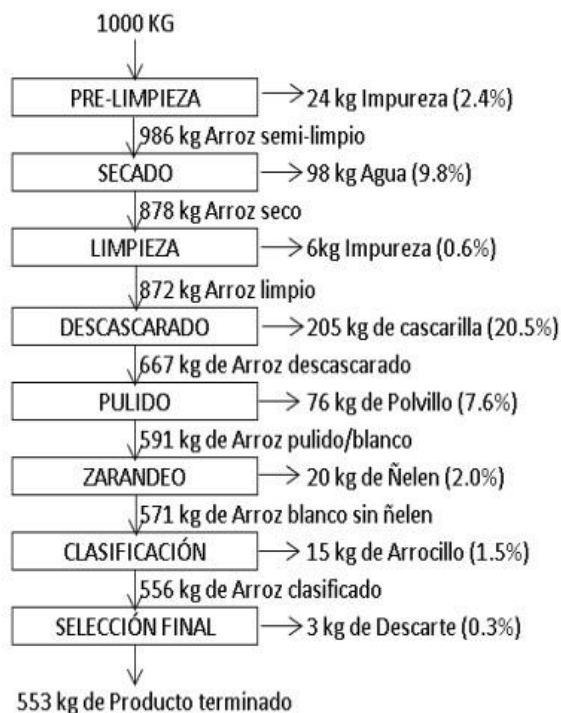 1000 KG
PRE-LIMPIEZA
24 kg Impureza (2.4%)
986 kg Arroz semi-limpio
SECADO
98 kg Agua (9.8%)
878 kg Arroz seco
LIMPIEZA
6kg Impureza (0.6%)
872 kg Arroz limpio
DESCASCARADO
205 kg de cascarilla (20.5%)
667 kg de Arroz descascarado
PULIDO
76 kg de Polvillo (7.6%)
591 kg de Arroz pulido/blanco
ZARANDEO
20 kg de Ñelen (2.0%)
571 kg de Arroz blanco sin ñelen
CLASIFICACIÓN
15 kg de Arrocillo (1.5%)
556 kg de Arroz clasificado
SELECCIÓN FINAL
3 kg de Descarte (0.3%)
553 kg de Producto terminado